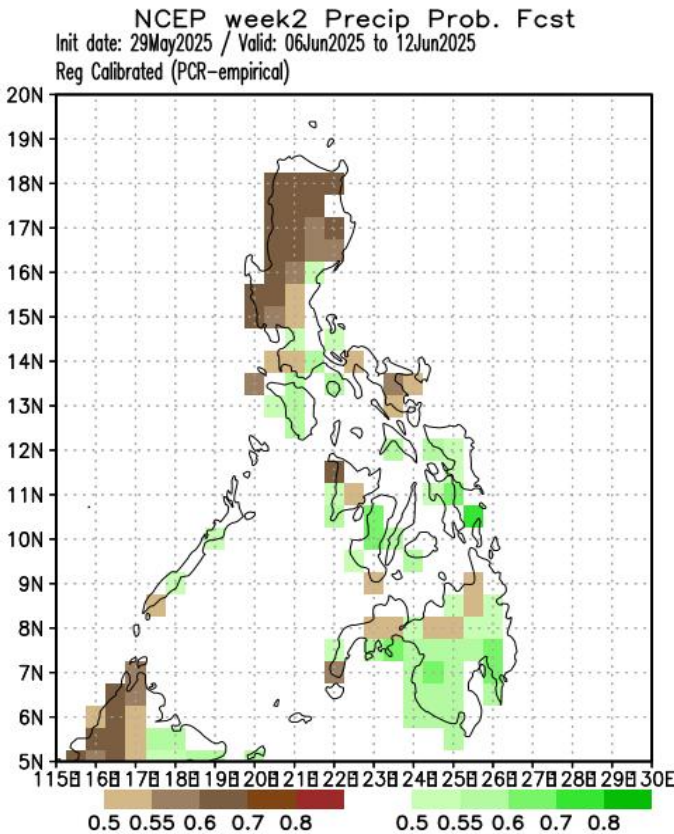 NCEP week2 Precip Prob. Fcst
Init date: 29May2025 / Valid: 06Jun2025 to 12Jun2025
Reg Calibrated (PCR-empirical)
20N
19N
18N
17N
16N
15N
14N
13N
12N
11N
10N
9N
8N
7N
6N
5N
115E 116E 117E 118E 119E 120E 121E 122E 123E 124E 125E 126E 127E 128E 129E 130E
0.5 0.55 0.6 0.7 0.8 0.5 0.55 0.6 0.7 0.8